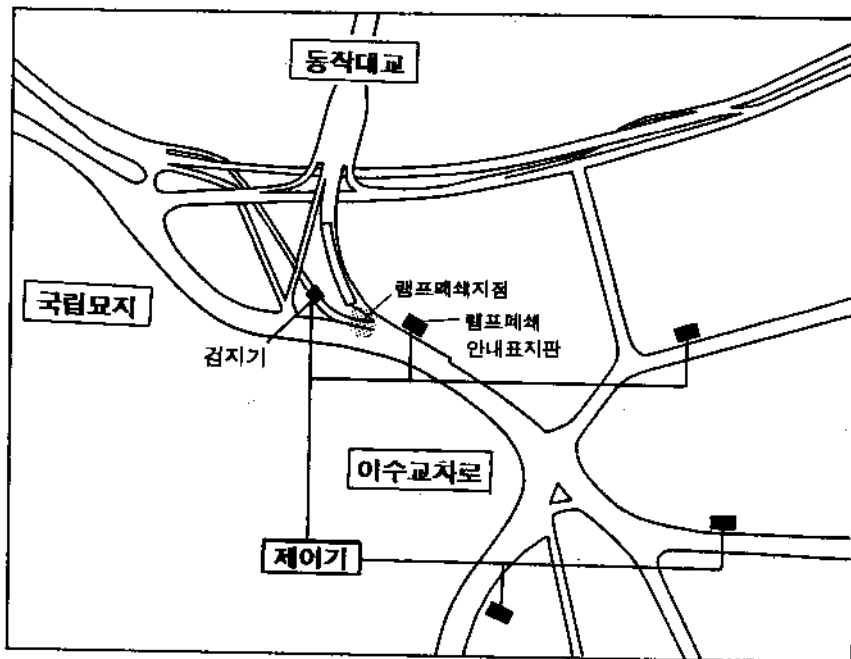 동작대교
국립묘지
램프폐쇄지점
램프폐쇄
안내표지판
검지기
이수교차로
제어기